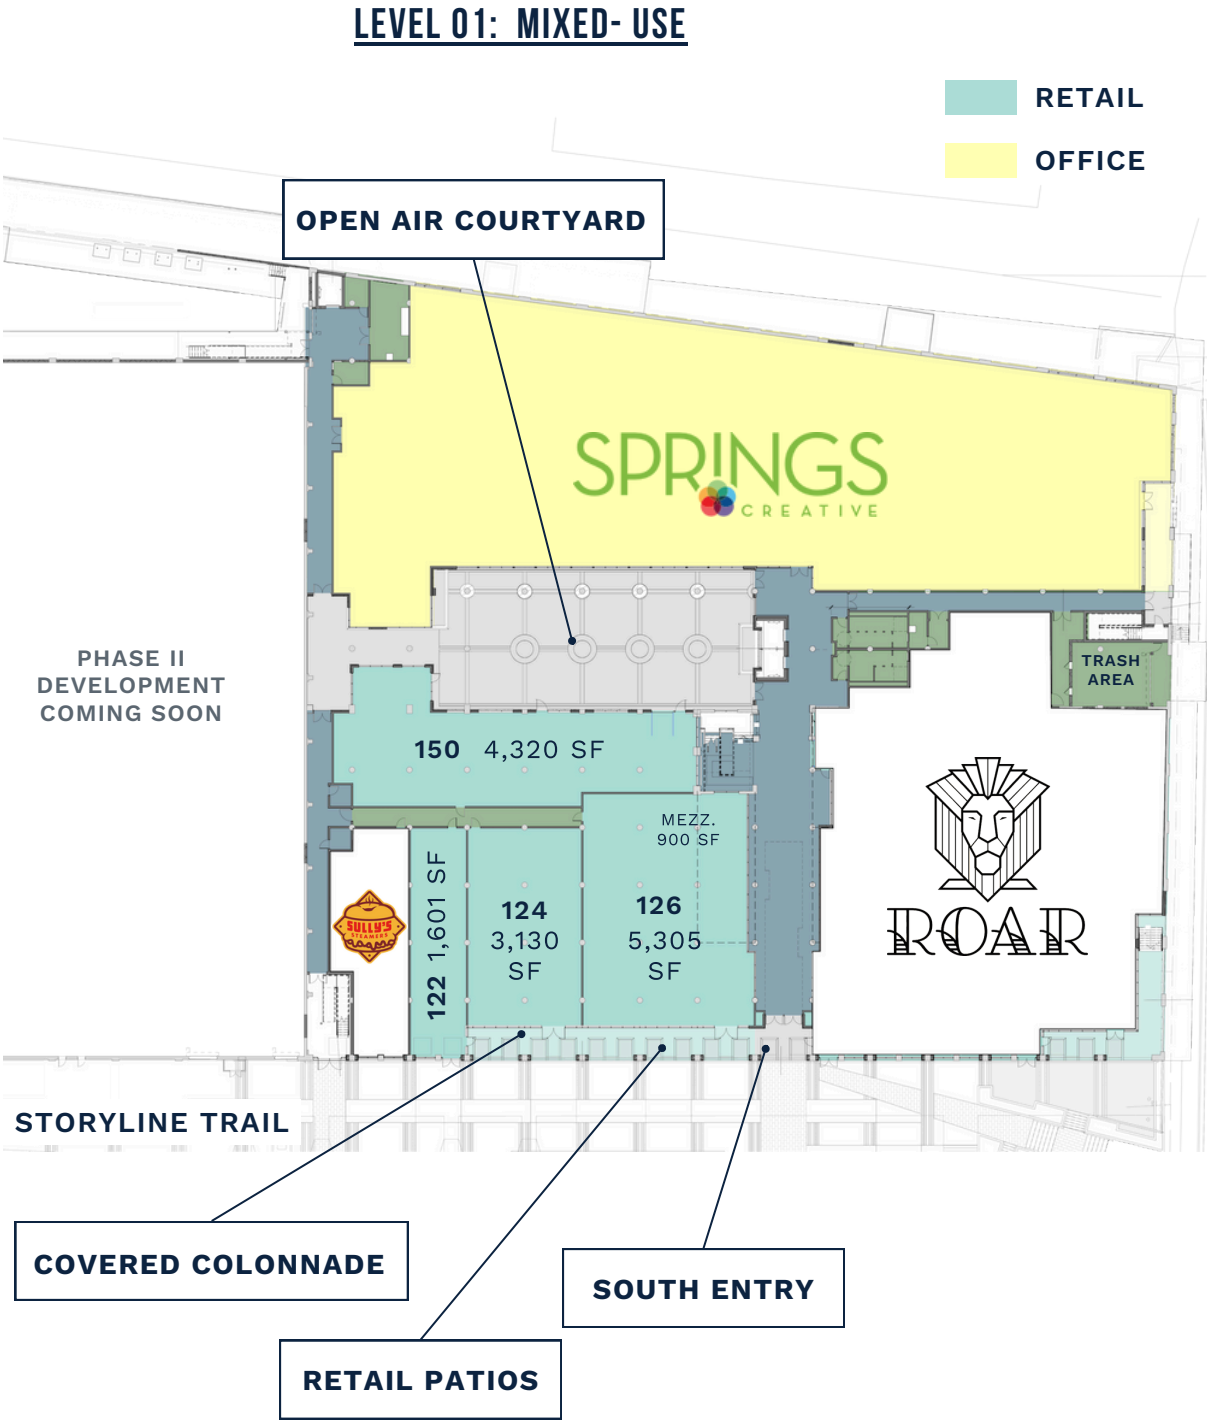 LEVEL 01: MIXED- USE
RETAIL
OFFICE
OPEN AIR COURTYARD
SPRINGS
CREATIVE
PHASE II
DEVELOPMENT
COMING SOON
TRASH
AREA
150 4,320 SF
MEZZ.
900 SF
SULLY'S
STEAMERS
122 1,601 SF
124
3,130
SF
126
5,305
SF
ROAR
STORYLINE TRAIL
COVERED COLONNADE
SOUTH ENTRY
RETAIL PATIOS